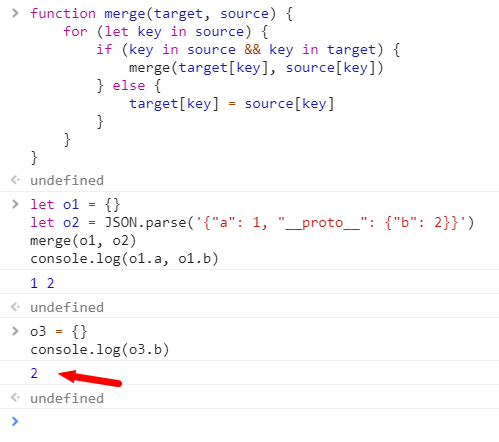 function merge(target, source) {
    for (let key in source) {
        if (key in source && key in target) {
            merge(target[key], source[key])
        } else {
            target[key] = source[key]
        }
    }
}
undefined
let o1 = {}
let o2 = JSON.parse('{"a": 1, "__proto__": {"b": 2}}')
merge(o1, o2)
console.log(o1.a, o1.b)
1 2
undefined
o3 = {}
console.log(o3.b)
2
undefined